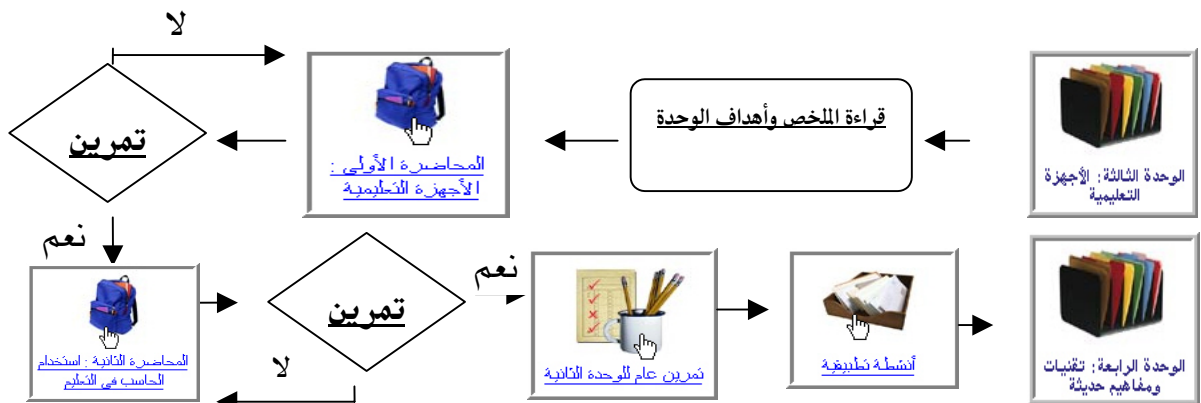 لا
الوحدة الثالثة: الأجهزة
التعليمية
قراءة الملخص وأهداف الوحدة
المحاضرة الأولى :
الأجهزة التعليمية
تمرين
نعم
المحاضرة الثانية : استخدام
الحاسب في التعليم
تمرين
لا
نعم
تمرين عام للوحدة الثانية
أنشطة تطبيقية
الوحدة الرابعة: تقنيات
ومفاهيم حديثة